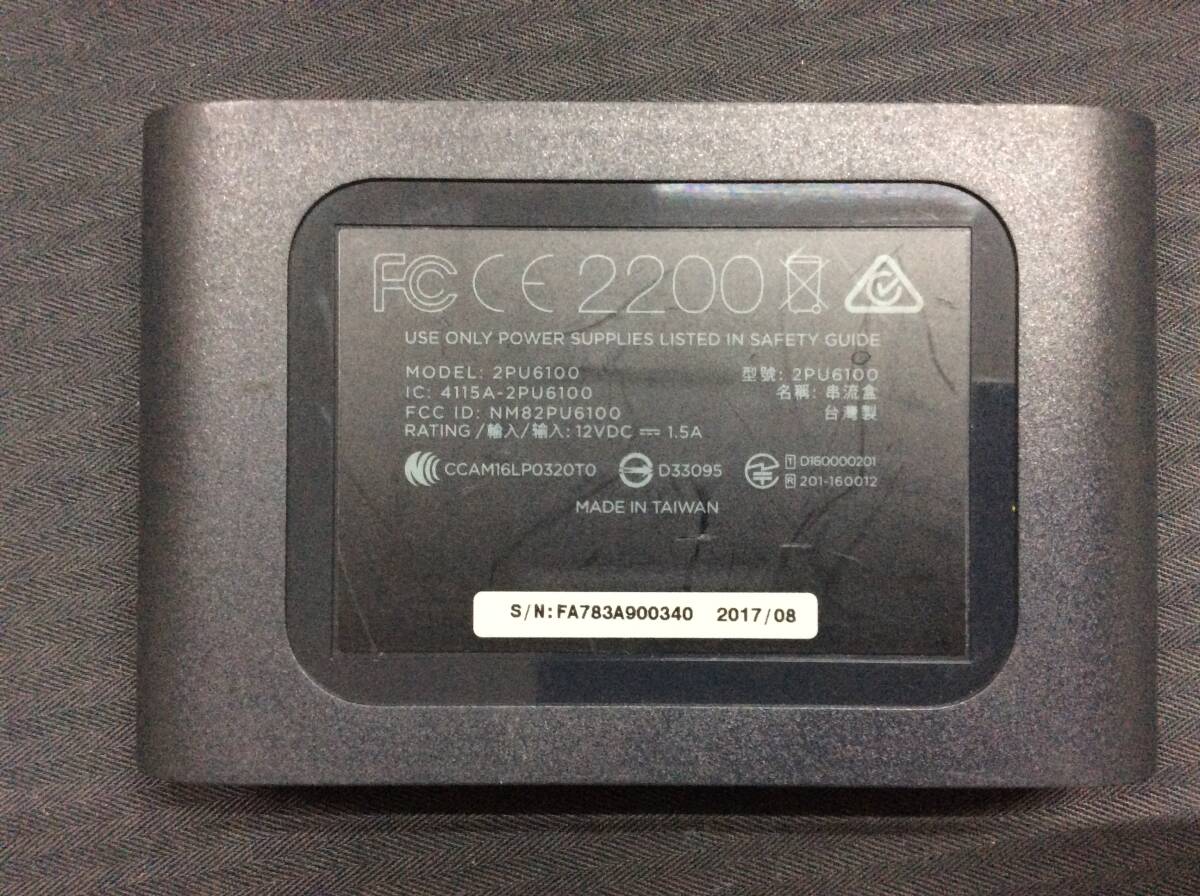 FC CE 2200
USE ONLY POWER SUPPLIES LISTED IN SAFETY GUIDE
MODEL: 2PU6100
IC: 4115A-2PU6100
FCC ID: NM82PU6100
RATING /輸入/输入: 12VDC ⎓ 1.5A
型號: 2PU6100
名稱: 串流盒
台灣製
CCAM16LP0320T0
D33095
T D160000201
R 201-160012
MADE IN TAIWAN
S/N:FA783A900340 2017/08